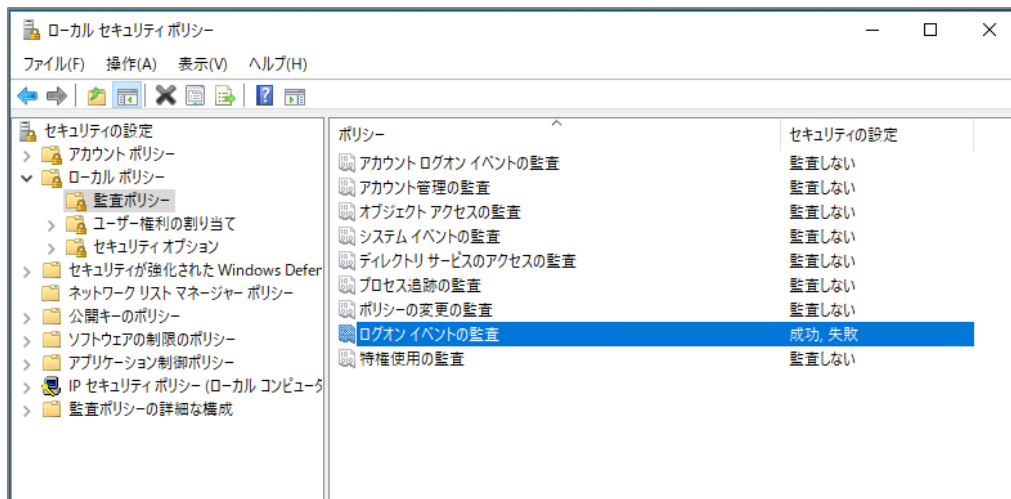 ローカル セキュリティ ポリシー
ファイル(F) 操作(A) 表示(V) ヘルプ(H)
セキュリティの設定
アカウント ポリシー
ローカル ポリシー
監査ポリシー
ユーザー権利の割り当て
セキュリティ オプション
セキュリティが強化された Windows Defer
ネットワーク リスト マネージャー ポリシー
公開キーのポリシー
ソフトウェアの制限のポリシー
アプリケーション制御ポリシー
IP セキュリティ ポリシー (ローカル コンピュータ
監査ポリシーの詳細な構成
ポリシー セキュリティの設定
アカウント ログオン イベントの監査 監査しない
アカウント管理の監査 監査しない
オブジェクト アクセスの監査 監査しない
システム イベントの監査 監査しない
ディレクトリ サービスのアクセスの監査 監査しない
プロセス追跡の監査 監査しない
ポリシーの変更の監査 監査しない
ログオン イベントの監査 成功, 失敗
特権使用の監査 監査しない